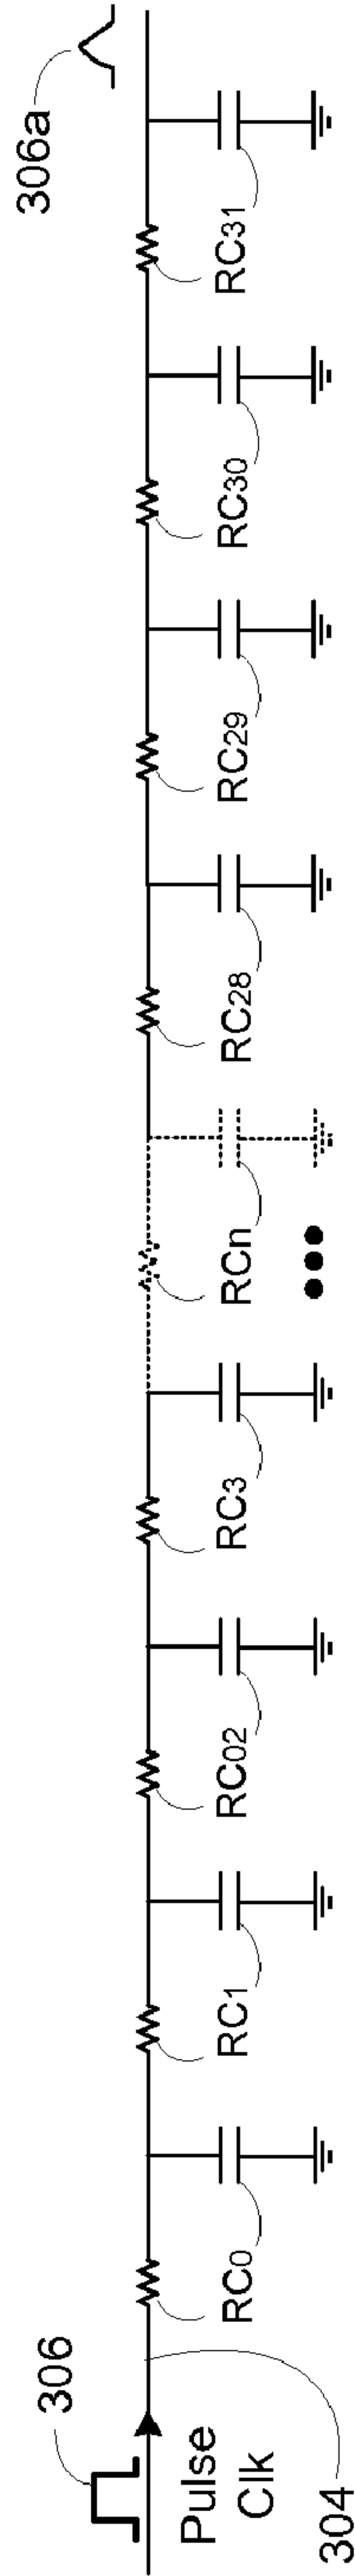 306
306a
Pulse
Clk
304
RC0
RC1
RC02
RC3
RCn
RC28
RC29
RC30
RC31